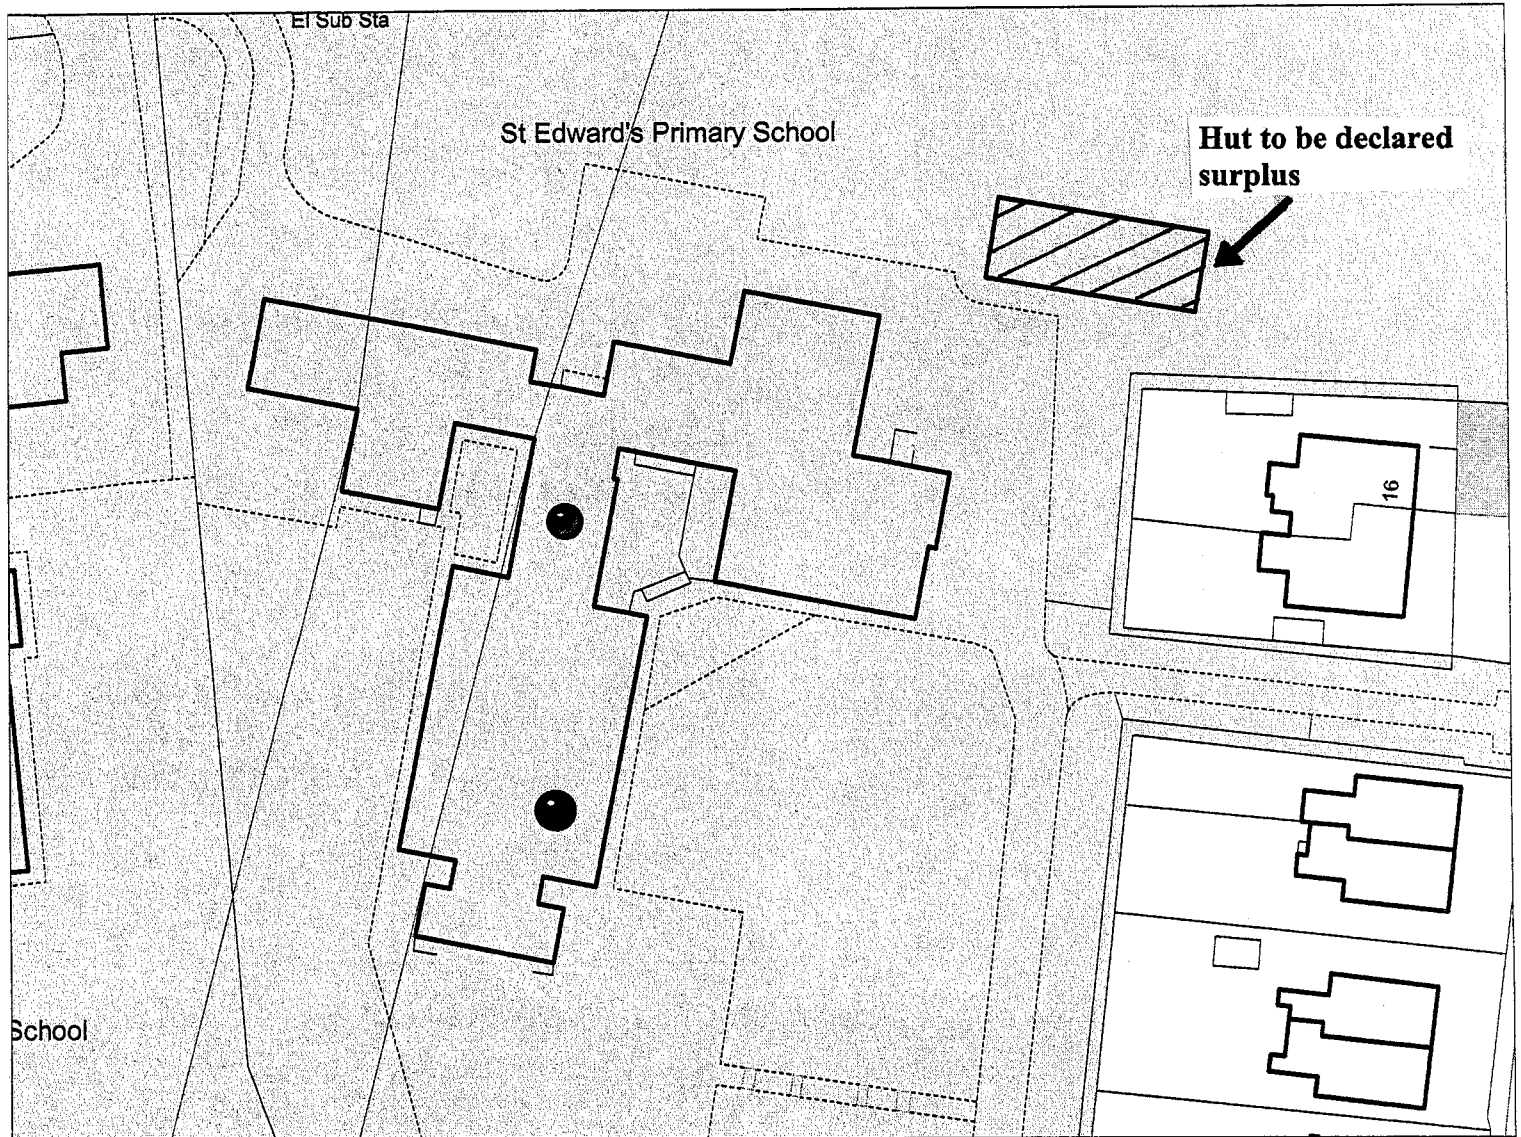 El Sub Sta
St Edward's Primary School
Hut to be declared
surplus
16
School